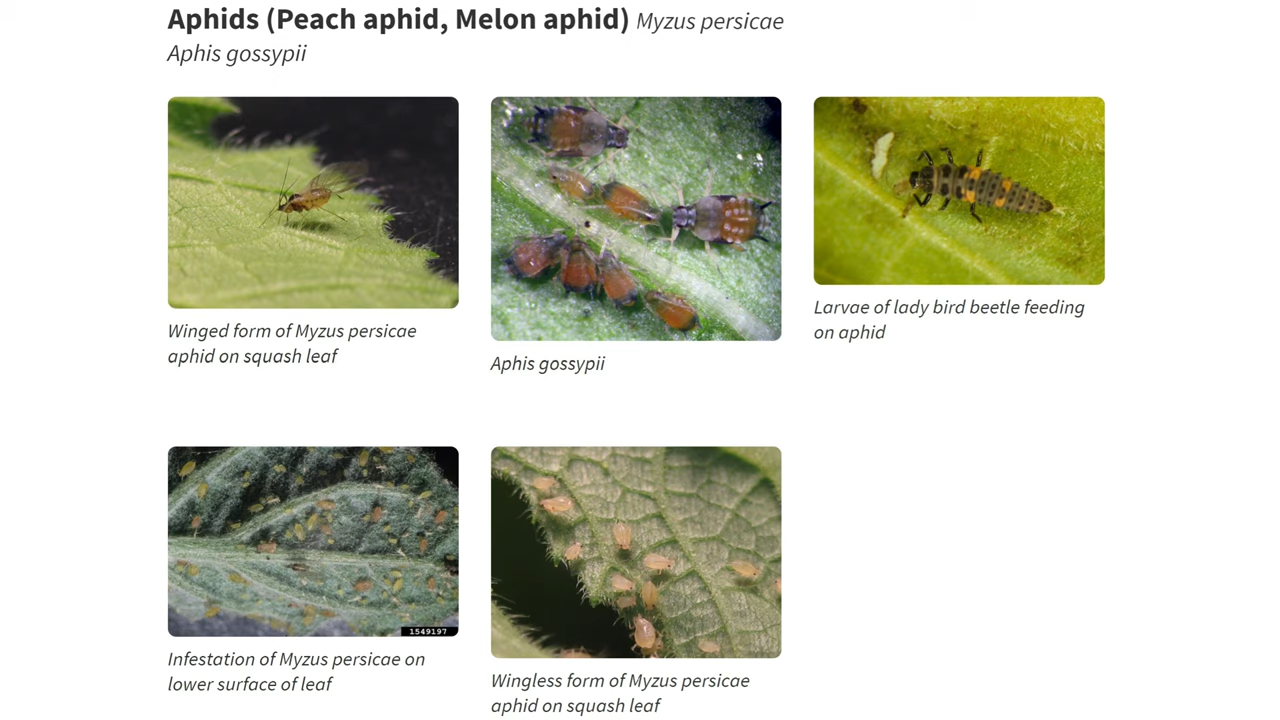 Aphids (Peach aphid, Melon aphid) Myzus persicae
Aphis gossypii
Winged form of Myzus persicae
aphid on squash leaf
Aphis gossypii
Larvae of lady bird beetle feeding
on aphid
1549197
Infestation of Myzus persicae on
lower surface of leaf
Wingless form of Myzus persicae
aphid on squash leaf